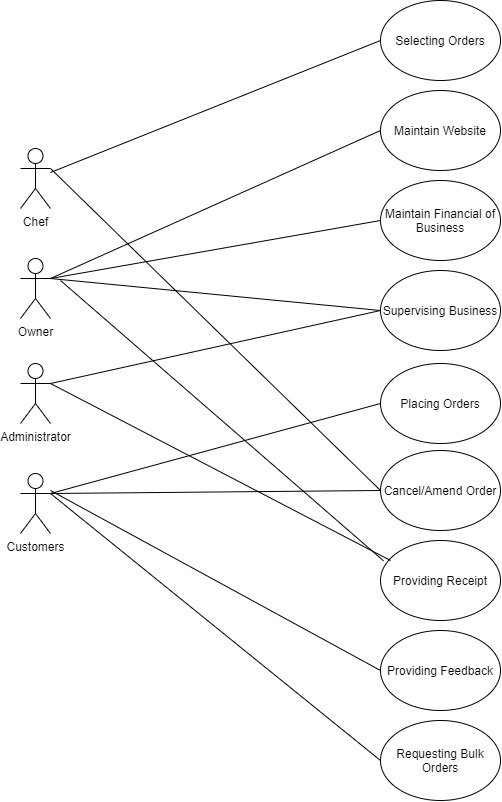 Selecting Orders
Maintain Website
Chef
Maintain Financial of
Business
Supervising Business
Owner
Placing Orders
Administrator
Cancel/Amend Order
Customers
Providing Receipt
Providing Feedback
Requesting Bulk
Orders